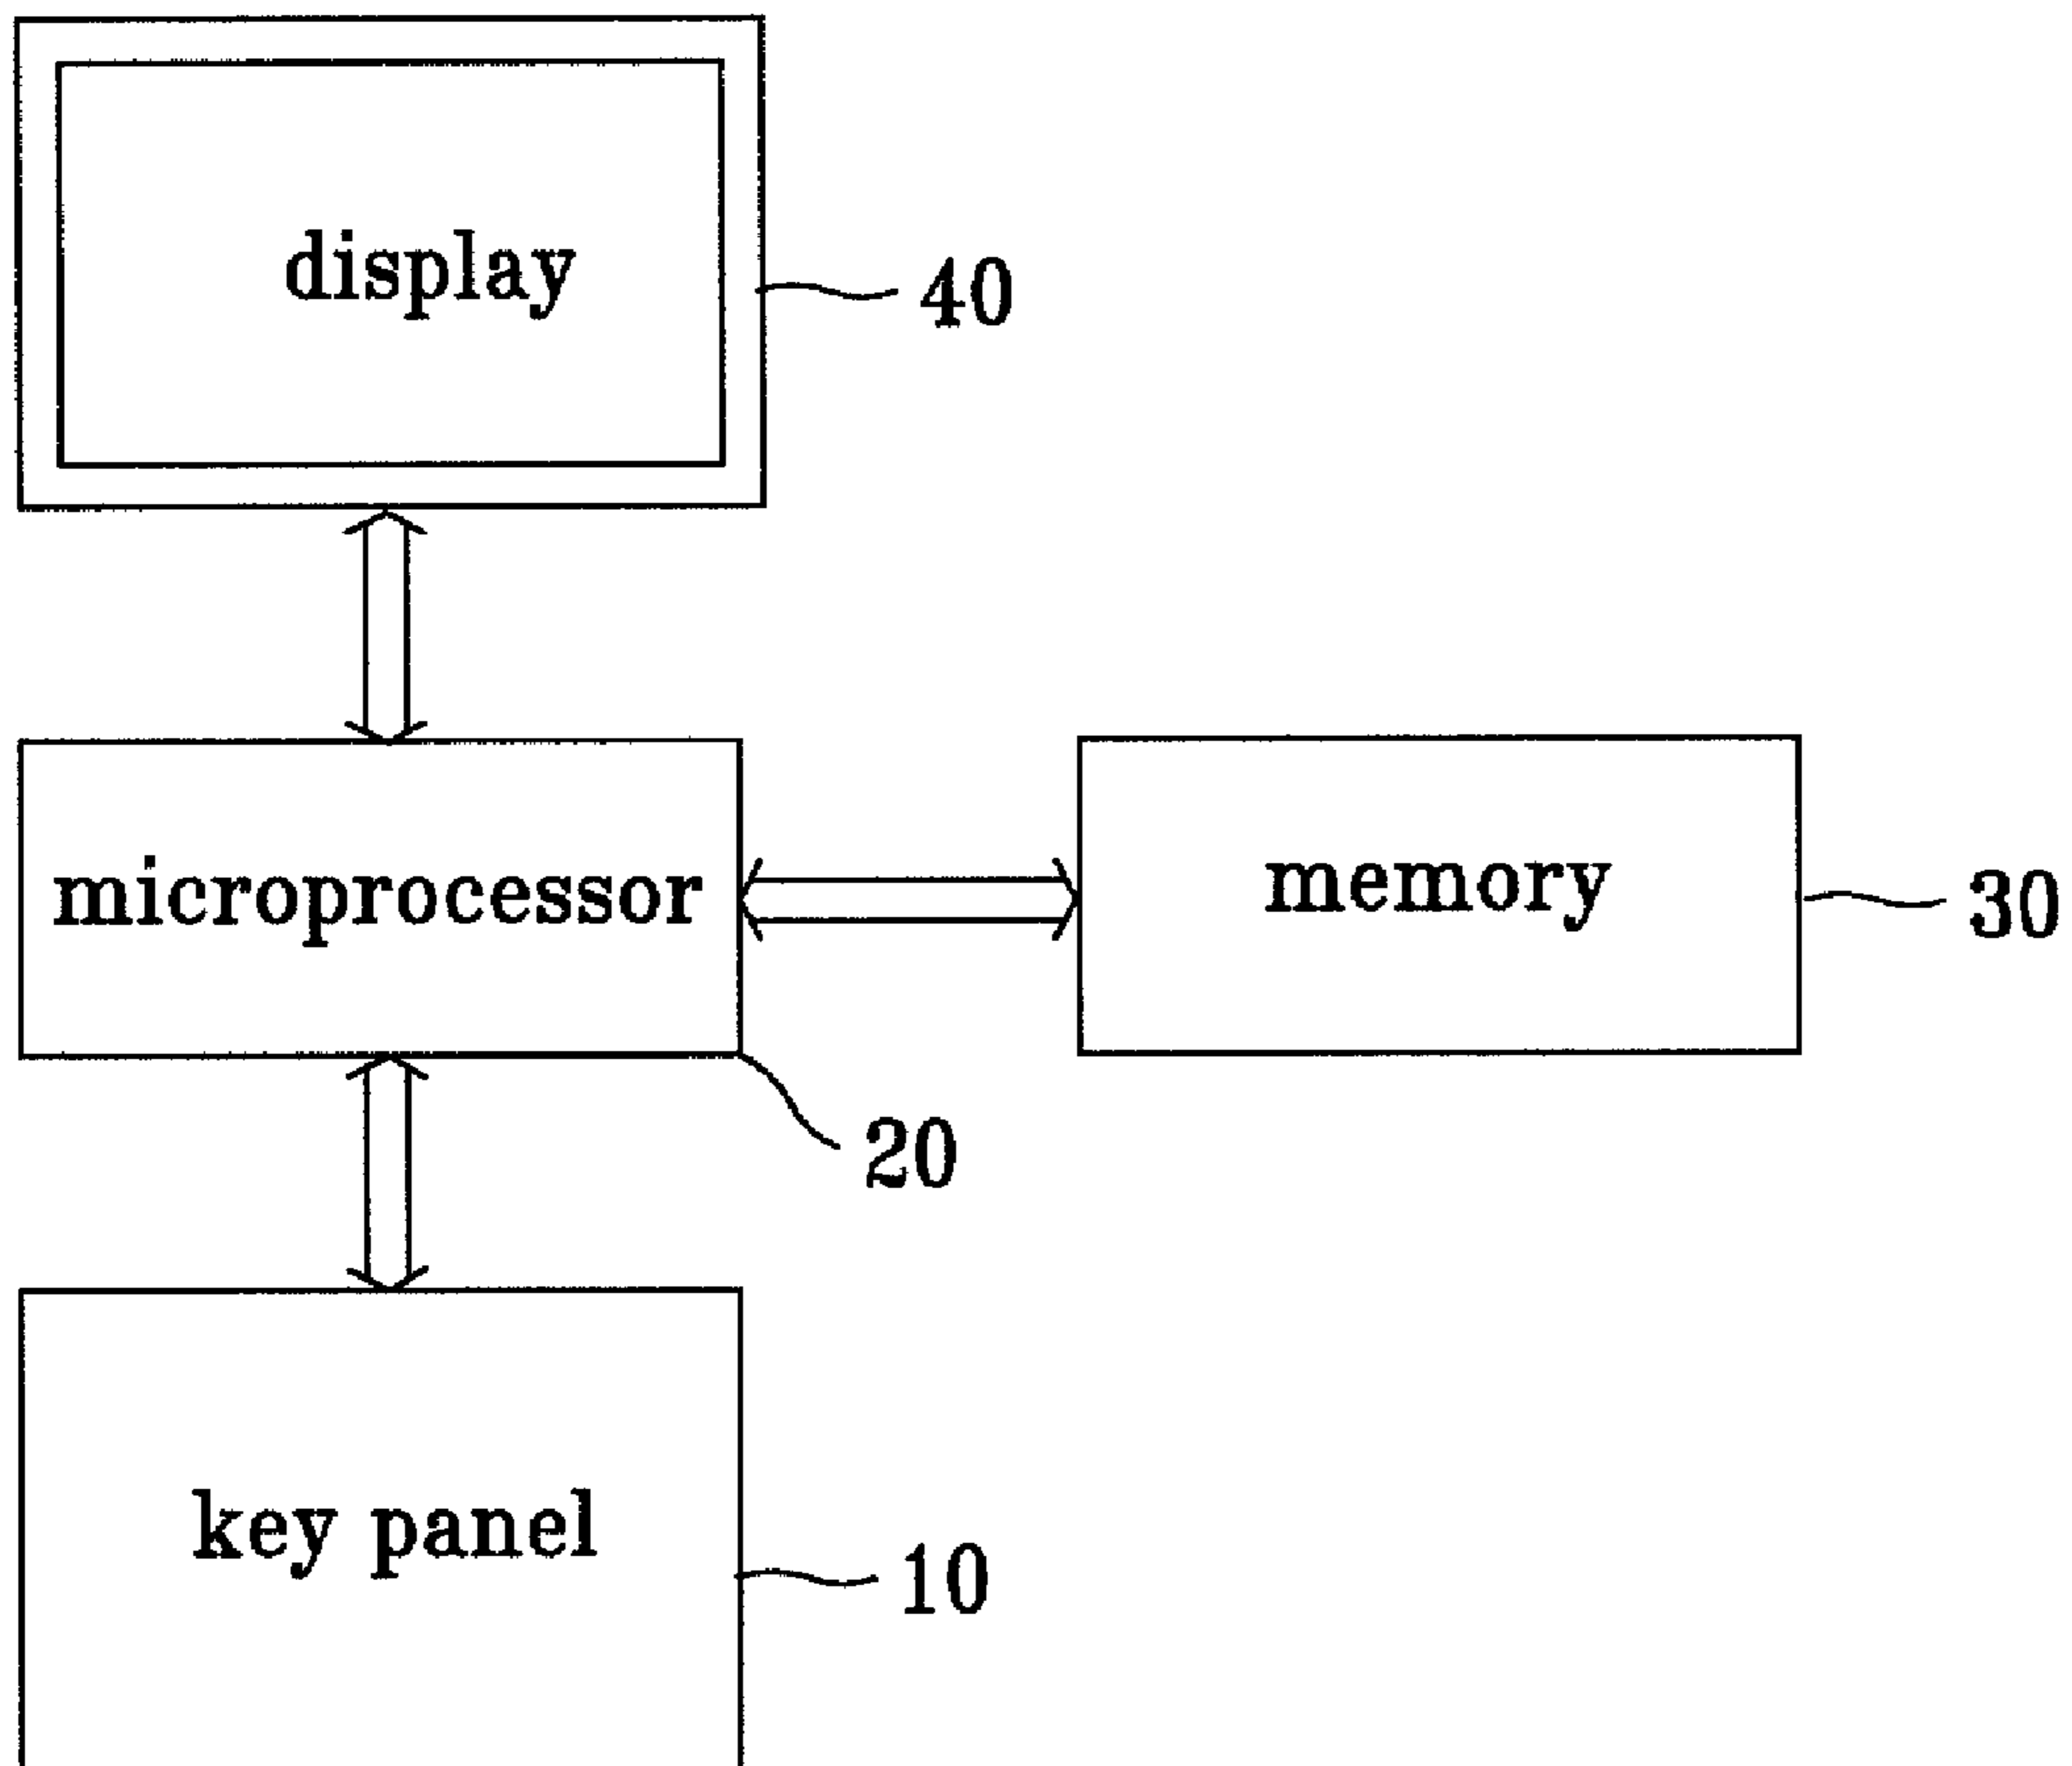 display
40
microprocessor
memory
30
20
key panel
10